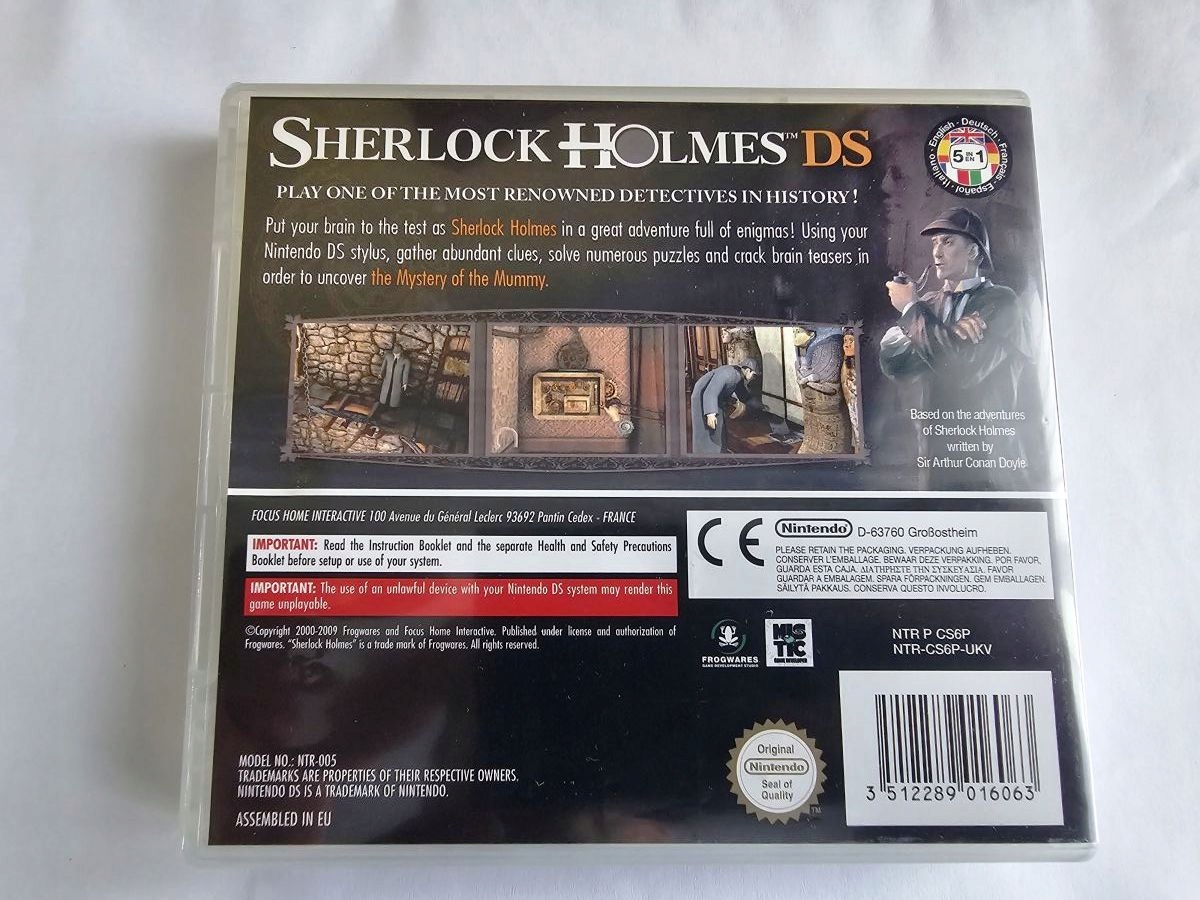 SHERLOCK HOLMES™ DS
PLAY ONE OF THE MOST RENOWNED DETECTIVES IN HISTORY!
Put your brain to the test as Sherlock Holmes in a great adventure full of enigmas! Using your
Nintendo DS stylus, gather abundant clues, solve numerous puzzles and crack brain teasers in
order to uncover the Mystery of the Mummy.
English - Deutsch - Français - Español - Italiano -
5 IN EN 1
Based on the adventures
of Sherlock Holmes
written by
Sir Arthur Conan Doyle
FOCUS HOME INTERACTIVE 100 Avenue du Général Leclerc 93692 Pantin Cedex - FRANCE
IMPORTANT: Read the Instruction Booklet and the separate Health and Safety Precautions
Booklet before setup or use of your system.
IMPORTANT: The use of an unlawful device with your Nintendo DS system may render this
game unplayable.
©Copyright 2000-2009 Frogwares and Focus Home Interactive. Published under license and authorization of
Frogwares. "Sherlock Holmes" is a trade mark of Frogwares. All rights reserved.
CE
Nintendo® D-63760 Großostheim
PLEASE RETAIN THE PACKAGING. VERPACKUNG AUFHEBEN.
CONSERVER L'EMBALLAGE. BEWAAR DEZE VERPAKKING. POR FAVOR,
GUARDA ESTA CAJA. ΔΙΑΤΗΡΗΣΤΕ ΤΗΝ ΣΥΣΚΕΥΑΣΙΑ. FAVOR
GUARDAR A EMBALAGEM. SPARA FÖRPACKNINGEN. GEM EMBALLAGEN.
SÄILYTÄ PAKKAUS. CONSERVA QUESTO INVOLUCRO.
FROGWARES
GAME DEVELOPMENT STUDIO
MIS
TIC
GAME DEVELOPER
NTR P CS6P
NTR-CS6P-UKV
MODEL NO.: NTR-005
TRADEMARKS ARE PROPERTIES OF THEIR RESPECTIVE OWNERS.
NINTENDO DS IS A TRADEMARK OF NINTENDO.
ASSEMBLED IN EU
Original
Nintendo®
Seal of
Quality
TM
3 512289 016063